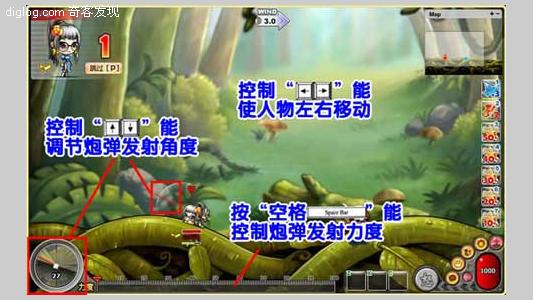 diglog.com 奇客发现
WIND
3.0
Map
1
跳过 [P]
控制“←→”能
使人物左右移动
控制“↑↓”能
调节炮弹发射角度
按“空格 Space Bar ”能
控制炮弹发射力度
27
力度
1000